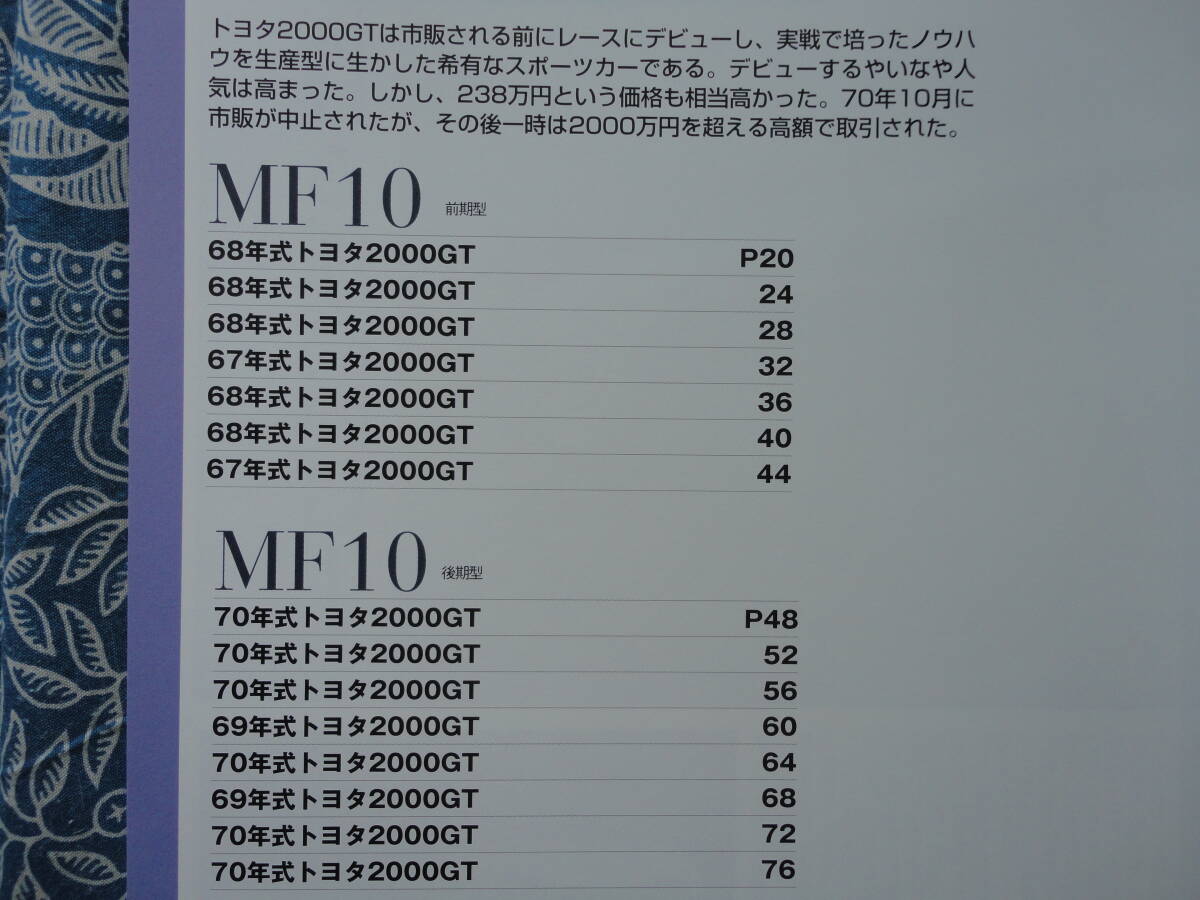 トヨタ2000GTは市販される前にレースにデビューし、実戦で培ったノウハ
ウを生産型に生かした希有なスポーツカーである。デビューするやいなや人
気は高まった。しかし、238万円という価格も相当高かった。70年10月に
市販が中止されたが、その後一時は2000万円を超える高額で取引された。
MF10 前期型
68年式トヨタ2000GT P20
68年式トヨタ2000GT 24
68年式トヨタ2000GT 28
67年式トヨタ2000GT 32
68年式トヨタ2000GT 36
68年式トヨタ2000GT 40
67年式トヨタ2000GT 44
MF10 後期型
70年式トヨタ2000GT P48
70年式トヨタ2000GT 52
70年式トヨタ2000GT 56
69年式トヨタ2000GT 60
70年式トヨタ2000GT 64
69年式トヨタ2000GT 68
70年式トヨタ2000GT 72
70年式トヨタ2000GT 76